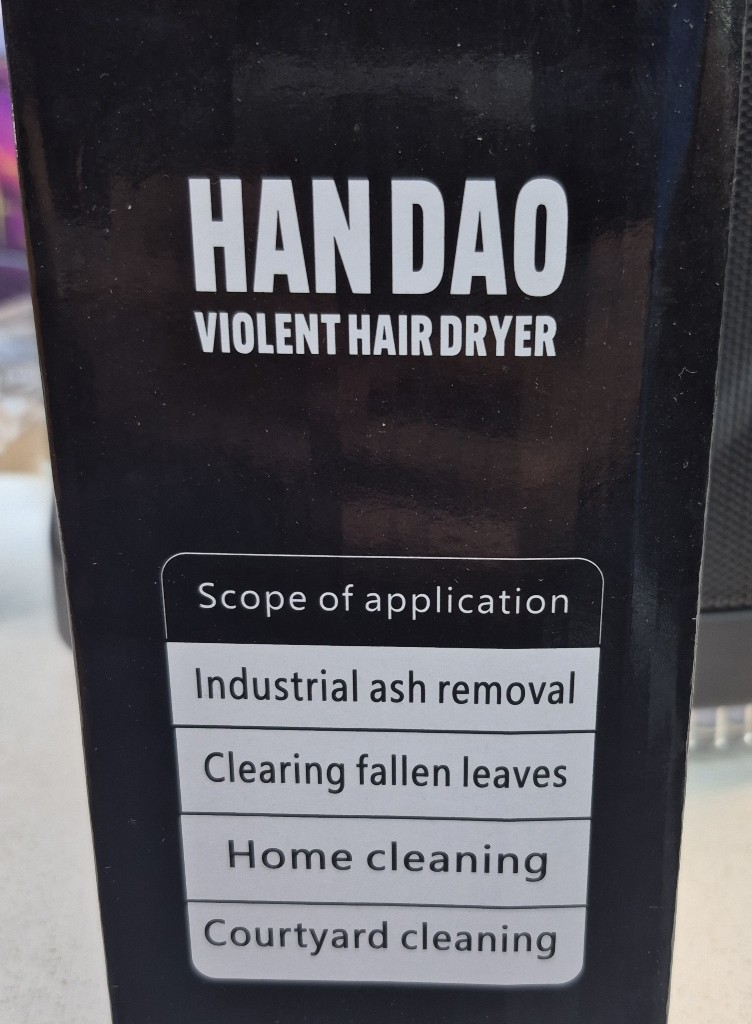 HAN DAO
VIOLENT HAIR DRYER
Scope of application
Industrial ash removal
Clearing fallen leaves
Home cleaning
Courtyard cleaning